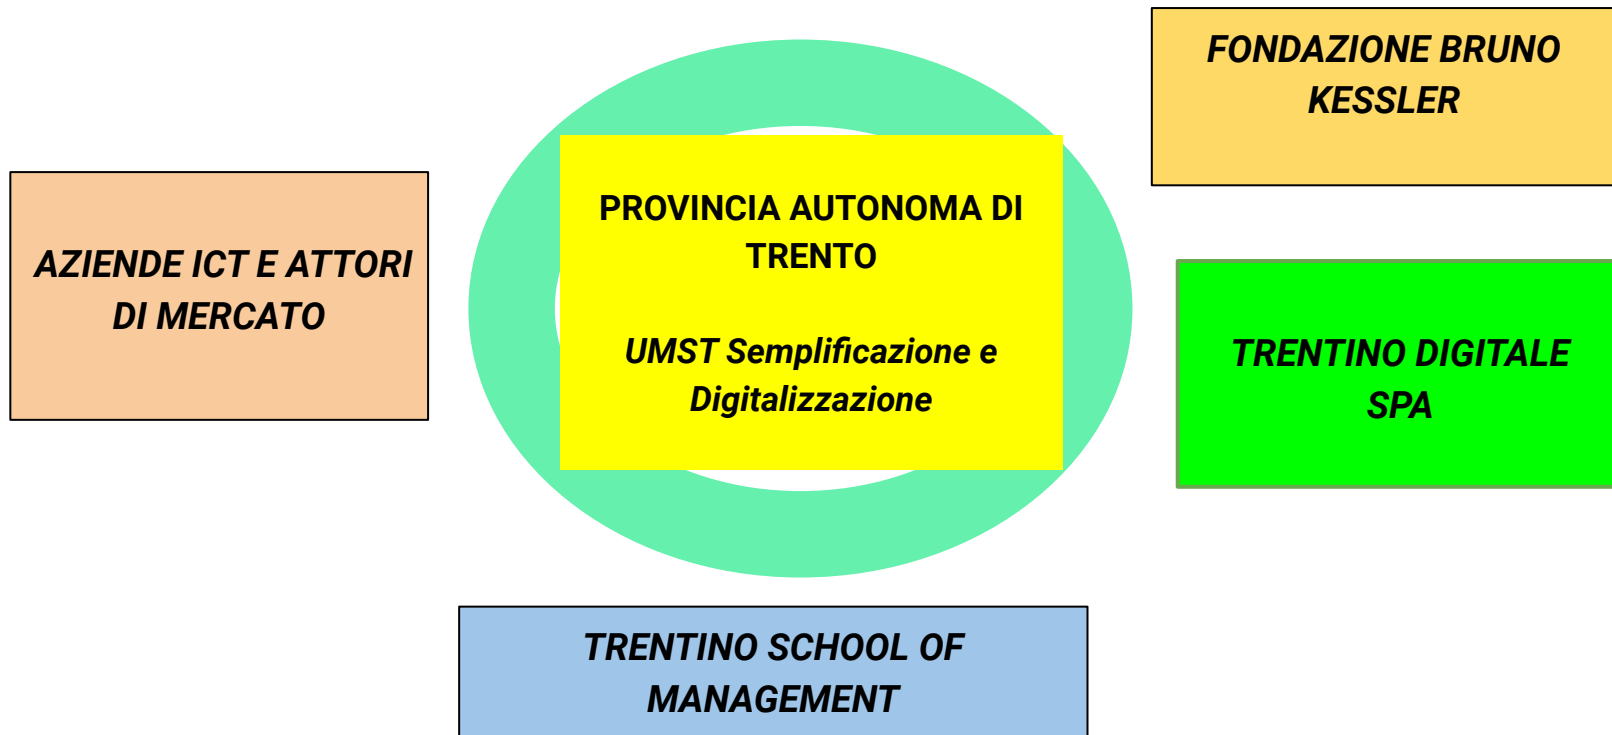 FONDAZIONE BRUNO
KESSLER
PROVINCIA AUTONOMA DI
TRENTO
UMST Semplificazione e
Digitalizzazione
AZIENDE ICT E ATTORI
DI MERCATO
TRENTINO DIGITALE
SPA
TRENTINO SCHOOL OF
MANAGEMENT